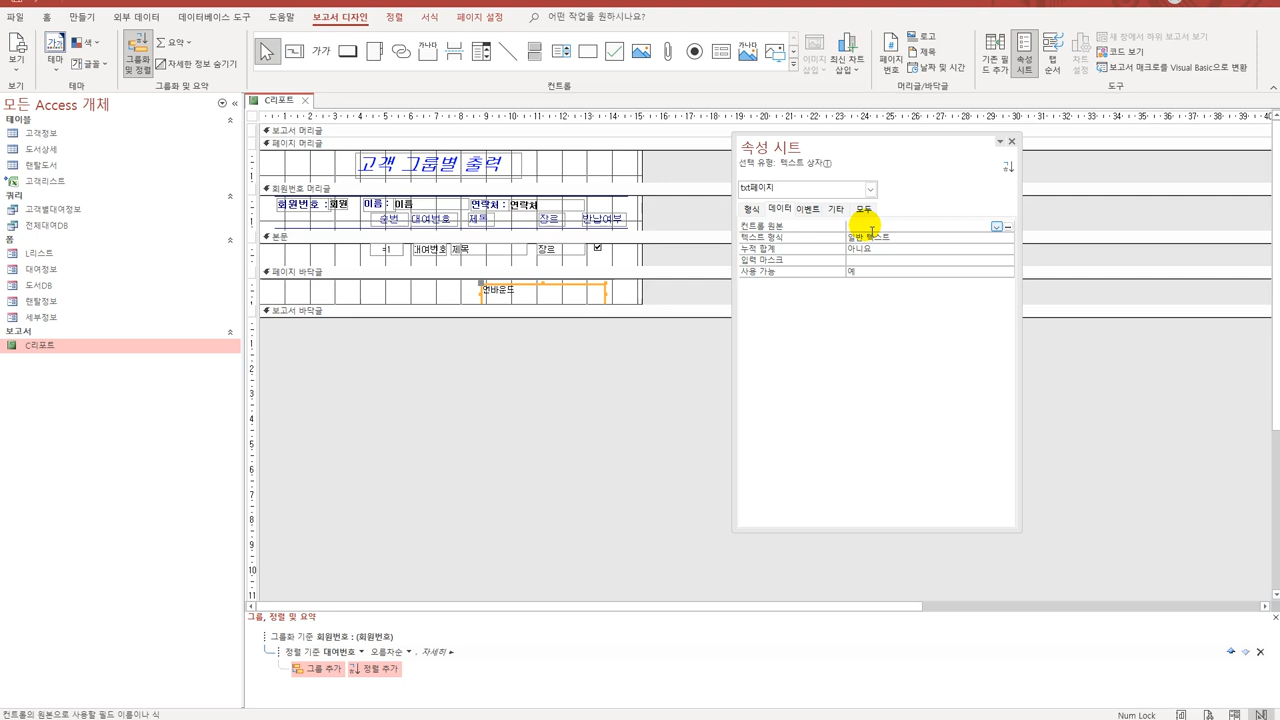 파일 홈 만들기 외부 데이터 데이터베이스 도구 도움말 보고서 디자인 정렬 서식 페이지 설정 어떤 작업을 원하시나요?
보기 테마 색 글꼴 그룹화 및 정렬 요약 자세한 정보 숨기기 가가 가나다 가나다 이미지 삽입 최신 차트 삽입 페이지 번호 로고 제목 날짜 및 시간 기존 필드 추가 속성 시트 탭 순서 차트 설정 새 창에서 하위 보고서 보기 코드 보기 보고서 매크로를 Visual Basic으로 변환
보기 테마 그룹화 및 요약 컨트롤 머리글/바닥글 도구
모든 Access 개체
테이블
고객정보
도서상세
랜탈도서
고객리스트
쿼리
고객별대여정보
전체대여DB
폼
L리스트
대여정보
도서DB
랜탈정보
세부정보
보고서
C리포트
C리포트
보고서 머리글
페이지 머리글
고객 그룹별 출력
회원번호 머리글
회원번호 : 회원 이름 : 이름 연락처 : 연락처
순번 대여번호 제목 장르 반납여부
본문
=1 대여번호 제목 장르
페이지 바닥글
언바운드
보고서 바닥글
속성 시트
선택 유형: 텍스트 상자(I)
txt페이지
형식 데이터 이벤트 기타 모두
컨트롤 원본
텍스트 형식 일반 텍스트
누적 합계 아니요
입력 마스크
사용 가능 예
그룹, 정렬 및 요약
그룹화 기준 회원번호 : (회원번호)
정렬 기준 대여번호 오름차순 , 자세히
그룹 추가 정렬 추가
컨트롤의 원본으로 사용할 필드 이름이나 식
Num Lock